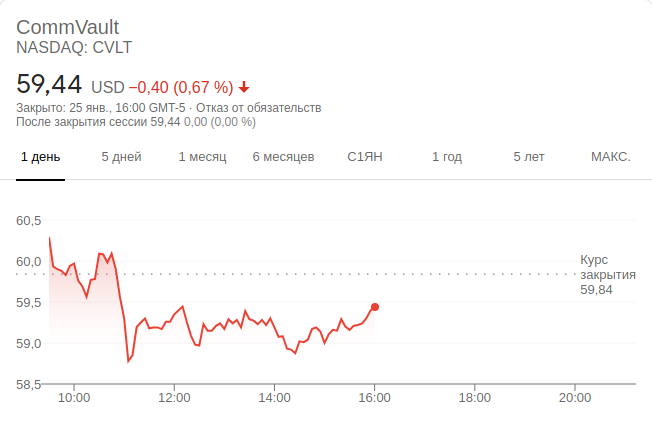 CommVault
NASDAQ: CVLT
59,44 USD −0,40 (0,67 %)
Закрыто: 25 янв., 16:00 GMT-5 · Отказ от обязательств
После закрытия сессии 59,44 0,00 (0,00 %)
1 день 5 дней 1 месяц 6 месяцев С1ЯН 1 год 5 лет МАКС.
60,5
60,0
59,5
59,0
58,5
Курс
закрытия
59,84
10:00 12:00 14:00 16:00 18:00 20:00